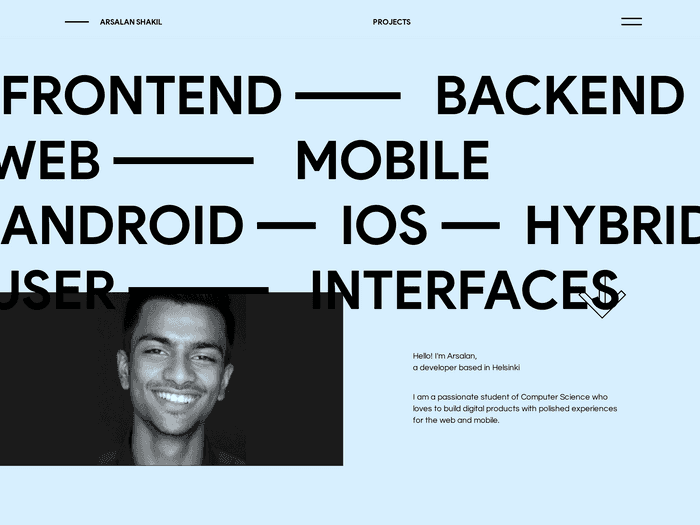 ARSALAN SHAKIL
PROJECTS
FRONTEND — BACKEND
WEB — MOBILE
ANDROID — IOS — HYBRID
USER — INTERFACES
Hello! I'm Arsalan,
a developer based in Helsinki
I am a passionate student of Computer Science who
loves to build digital products with polished experiences
for the web and mobile.